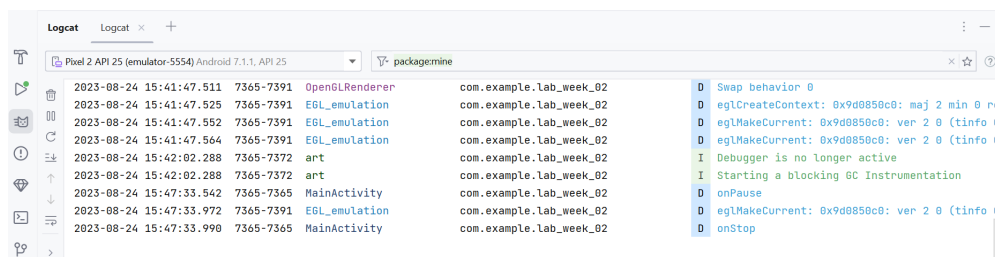 Logcat Logcat × +
Pixel 2 API 25 (emulator-5554) Android 7.1.1, API 25 package:mine
2023-08-24 15:41:47.511 7365-7391 OpenGLRenderer com.example.lab_week_02 D Swap behavior 0
2023-08-24 15:41:47.525 7365-7391 EGL_emulation com.example.lab_week_02 D eglCreateContext: 0x9d0850c0: maj 2 min 0 r
2023-08-24 15:41:47.552 7365-7391 EGL_emulation com.example.lab_week_02 D eglMakeCurrent: 0x9d0850c0: ver 2 0 (tinfo
2023-08-24 15:41:47.564 7365-7391 EGL_emulation com.example.lab_week_02 D eglMakeCurrent: 0x9d0850c0: ver 2 0 (tinfo
2023-08-24 15:42:02.288 7365-7372 art com.example.lab_week_02 I Debugger is no longer active
2023-08-24 15:42:02.288 7365-7372 art com.example.lab_week_02 I Starting a blocking GC Instrumentation
2023-08-24 15:47:33.542 7365-7365 MainActivity com.example.lab_week_02 D onPause
2023-08-24 15:47:33.972 7365-7391 EGL_emulation com.example.lab_week_02 D eglMakeCurrent: 0x9d0850c0: ver 2 0 (tinfo
2023-08-24 15:47:33.990 7365-7365 MainActivity com.example.lab_week_02 D onStop